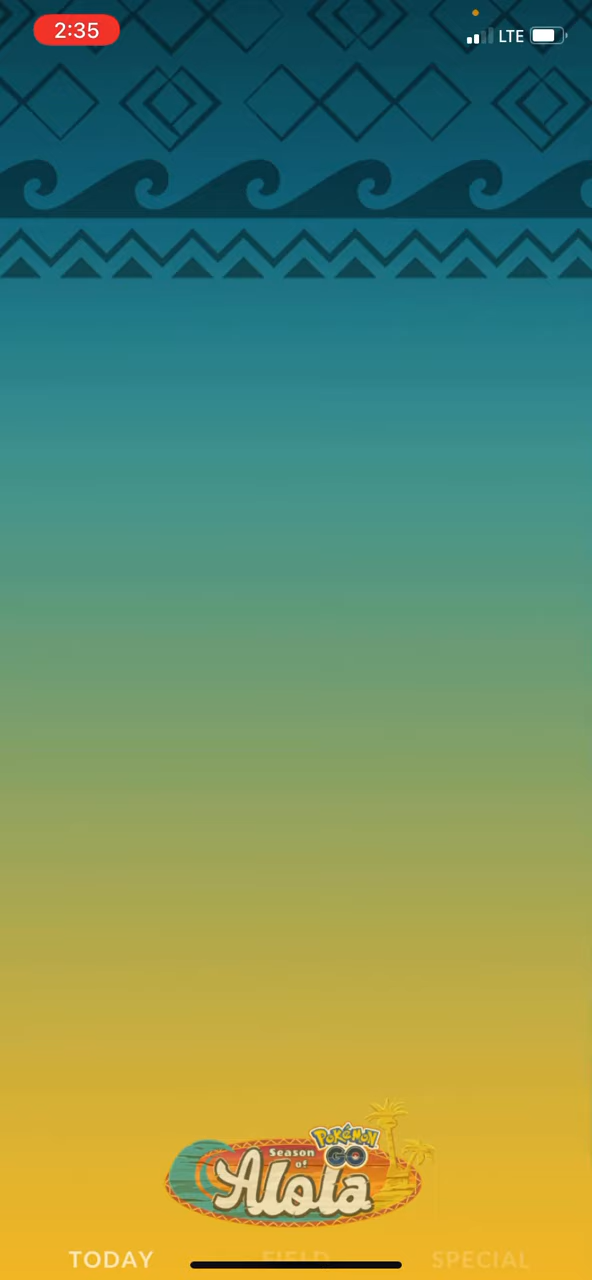 2:35
LTE
POKÉMON
GO
Season
of
Alola
TODAY FIELD SPECIAL